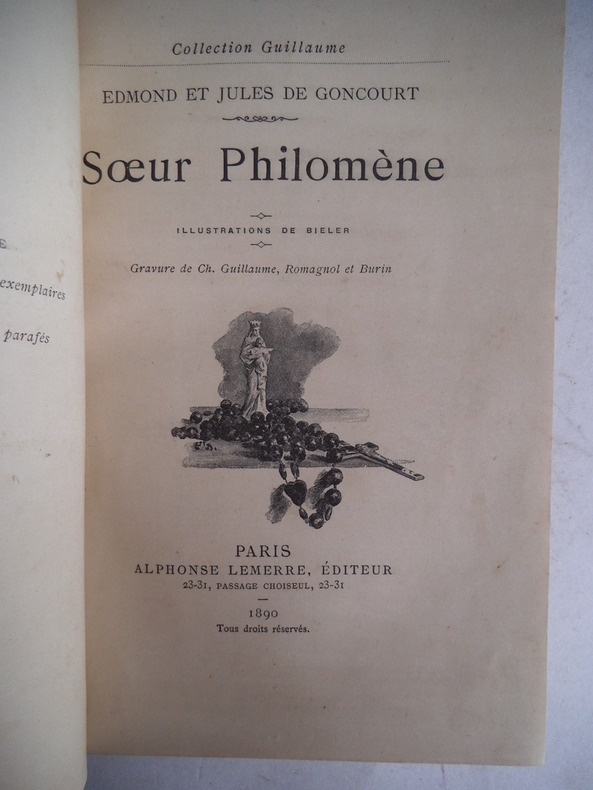 E
exemplaires
parafés
Collection Guillaume
EDMOND ET JULES DE GONCOURT
Sœur Philomène
ILLUSTRATIONS DE BIELER
Gravure de Ch. Guillaume, Romagnol et Burin
PARIS
ALPHONSE LEMERRE, ÉDITEUR
23-31, PASSAGE CHOISEUL, 23-31
1890
Tous droits réservés.